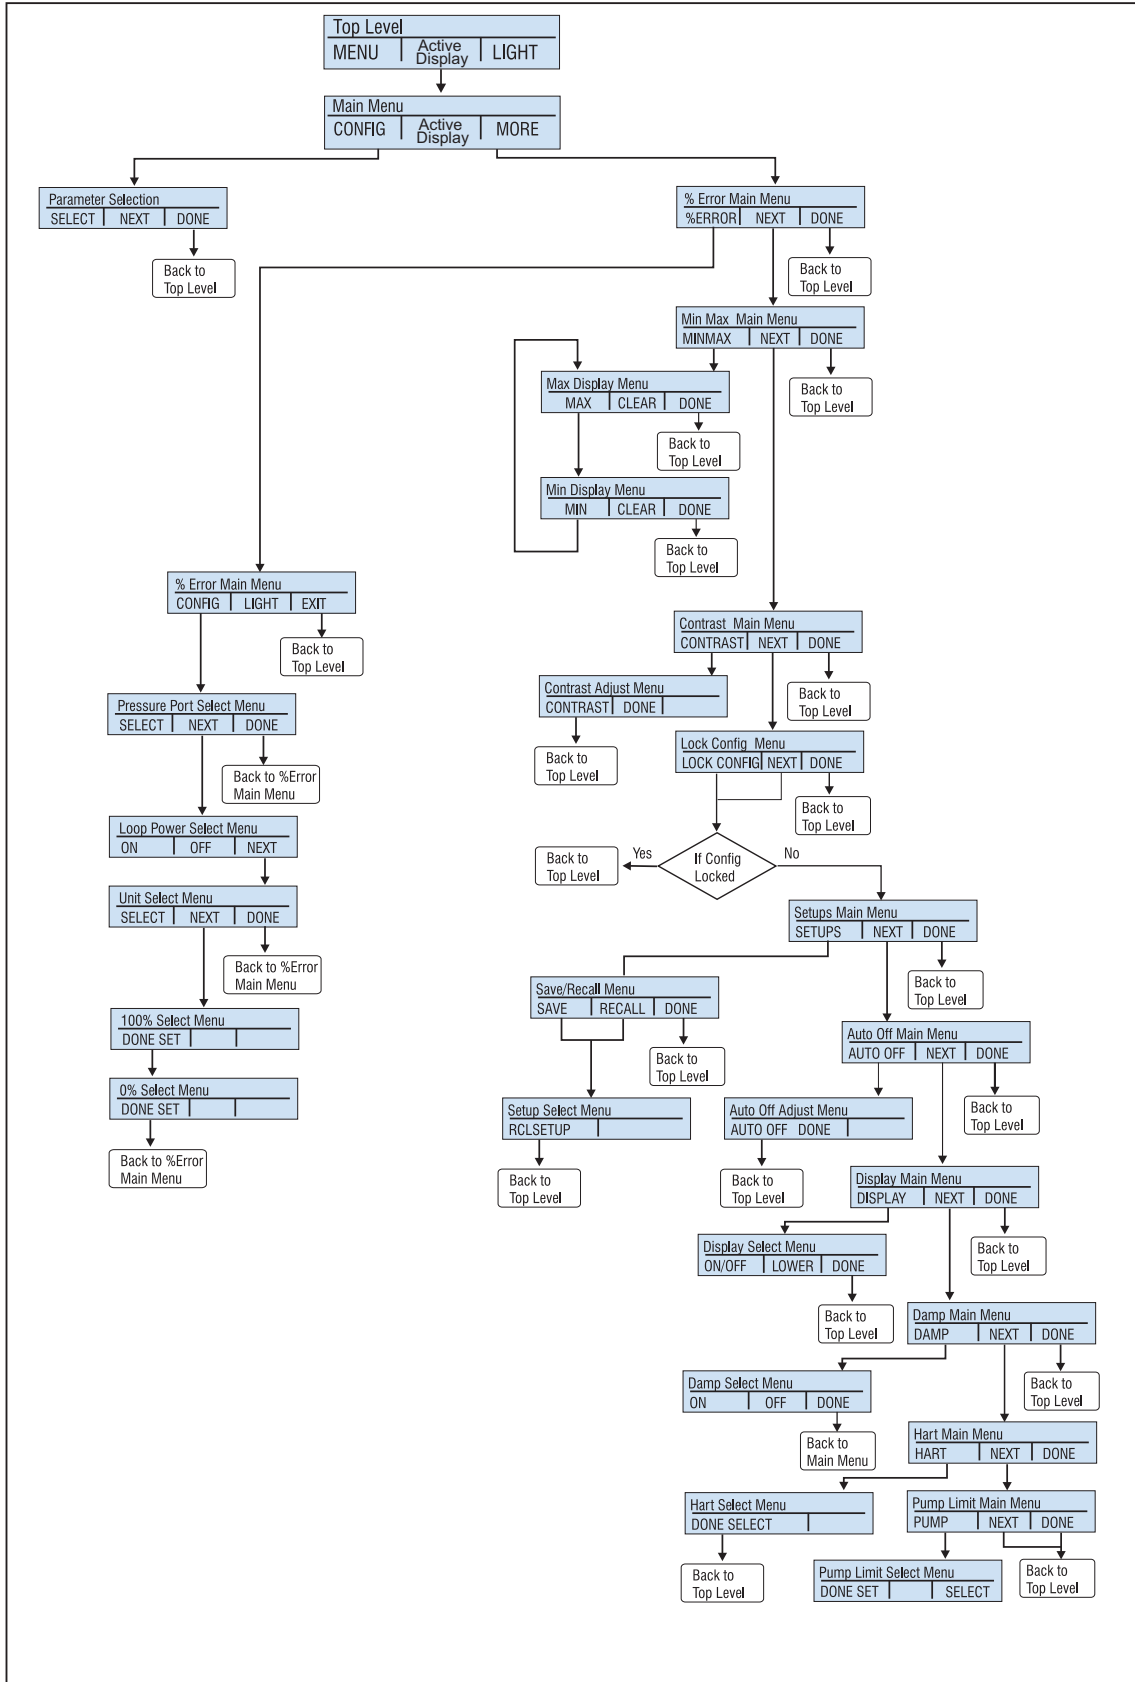 Top Level
MENU Active Display LIGHT
Main Menu
CONFIG Active Display MORE
Parameter Selection
SELECT NEXT DONE
Back to
Top Level
% Error Main Menu
%ERROR NEXT DONE
Back to
Top Level
Min Max Main Menu
MINMAX NEXT DONE
Back to
Top Level
Max Display Menu
MAX CLEAR DONE
Back to
Top Level
Min Display Menu
MIN CLEAR DONE
Back to
Top Level
% Error Main Menu
CONFIG LIGHT EXIT
Back to
Top Level
Pressure Port Select Menu
SELECT NEXT DONE
Back to %Error
Main Menu
Loop Power Select Menu
ON OFF NEXT
Unit Select Menu
SELECT NEXT DONE
Back to %Error
Main Menu
100% Select Menu
DONE SET
0% Select Menu
DONE SET
Back to %Error
Main Menu
Contrast Main Menu
CONTRAST NEXT DONE
Back to
Top Level
Contrast Adjust Menu
CONTRAST DONE
Back to
Top Level
Lock Config Menu
LOCK CONFIG NEXT DONE
Back to
Top Level
If Config
Locked
Yes
No
Back to
Top Level
Setups Main Menu
SETUPS NEXT DONE
Back to
Top Level
Save/Recall Menu
SAVE RECALL DONE
Back to
Top Level
Setup Select Menu
RCLSETUP
Back to
Top Level
Auto Off Main Menu
AUTO OFF NEXT DONE
Back to
Top Level
Auto Off Adjust Menu
AUTO OFF DONE
Back to
Top Level
Display Main Menu
DISPLAY NEXT DONE
Back to
Top Level
Display Select Menu
ON/OFF LOWER DONE
Back to
Top Level
Damp Main Menu
DAMP NEXT DONE
Back to
Top Level
Damp Select Menu
ON OFF DONE
Back to
Main Menu
Hart Main Menu
HART NEXT DONE
Hart Select Menu
DONE SELECT
Back to
Top Level
Pump Limit Main Menu
PUMP NEXT DONE
Back to
Top Level
Pump Limit Select Menu
DONE SET SELECT